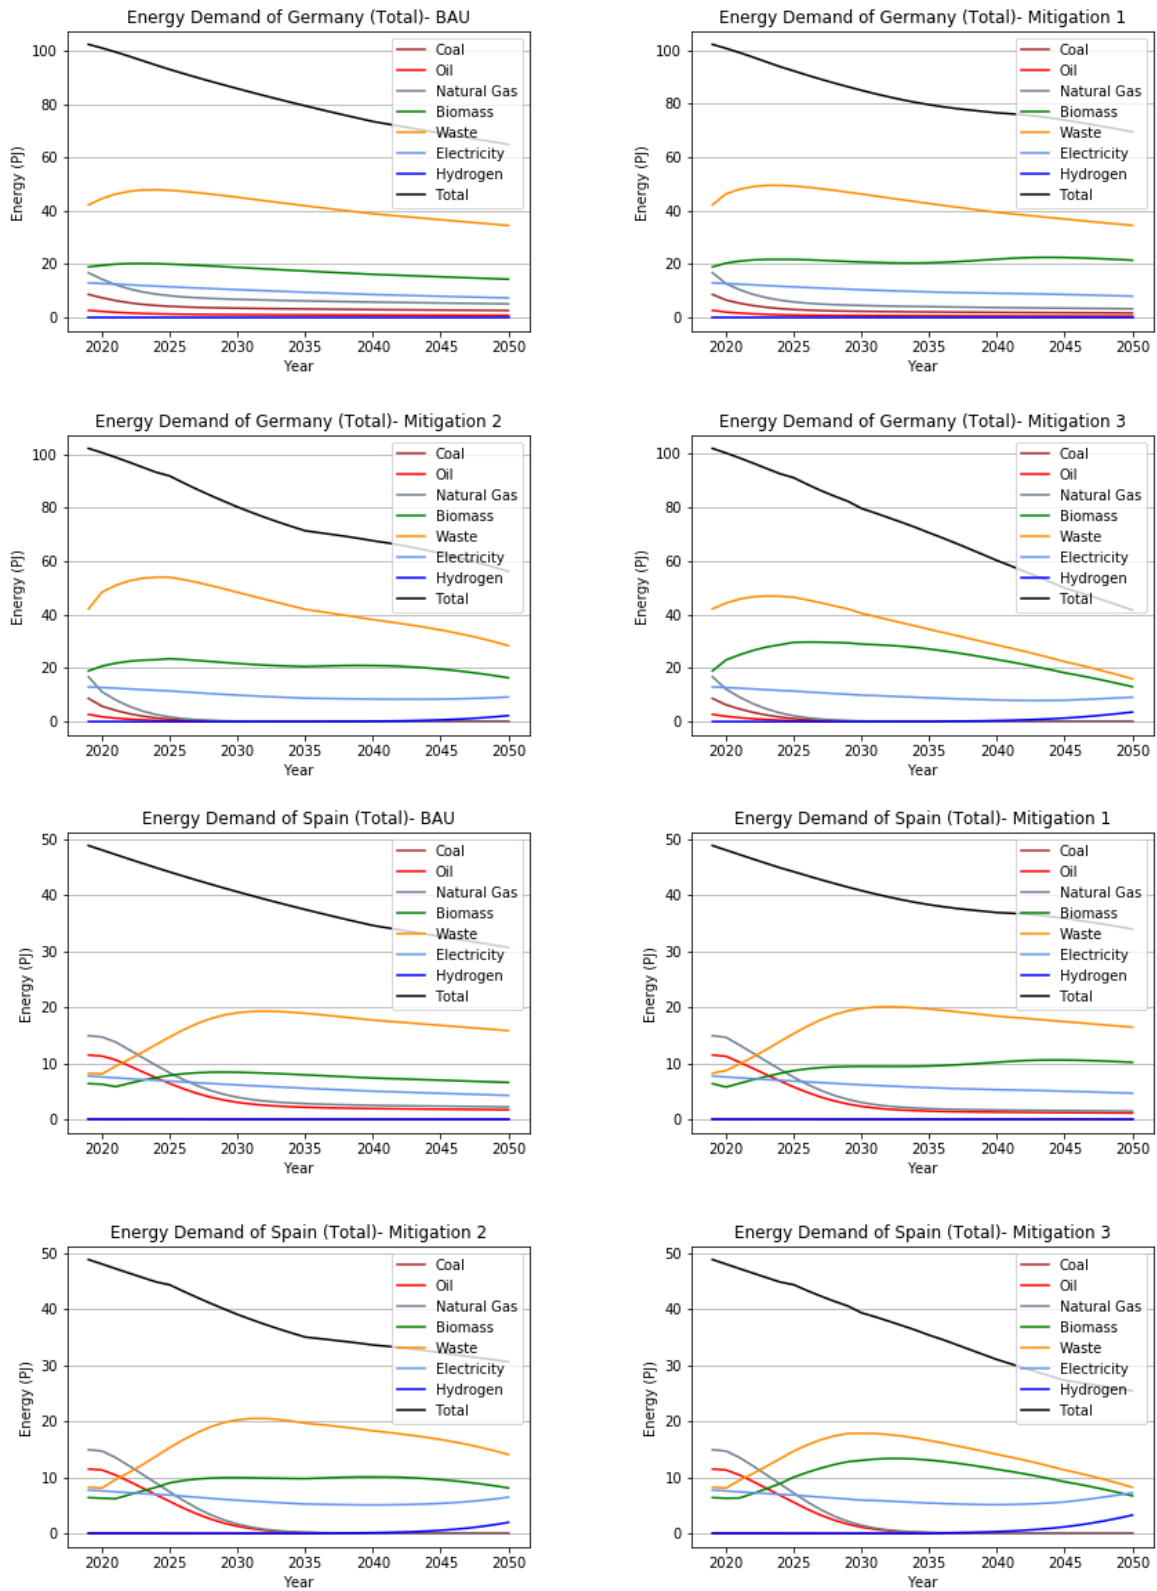 Energy Demand of Germany (Total)- BAU
Energy (PJ)
100
80
60
40
20
0
Coal
Oil
Natural Gas
Biomass
Waste
Electricity
Hydrogen
Total
2020 2025 2030 2035 2040 2045 2050
Year
Energy Demand of Germany (Total)- Mitigation 1
Energy (PJ)
100
80
60
40
20
0
Coal
Oil
Natural Gas
Biomass
Waste
Electricity
Hydrogen
Total
2020 2025 2030 2035 2040 2045 2050
Year
Energy Demand of Germany (Total)- Mitigation 2
Energy (PJ)
100
80
60
40
20
0
Coal
Oil
Natural Gas
Biomass
Waste
Electricity
Hydrogen
Total
2020 2025 2030 2035 2040 2045 2050
Year
Energy Demand of Germany (Total)- Mitigation 3
Energy (PJ)
100
80
60
40
20
0
Coal
Oil
Natural Gas
Biomass
Waste
Electricity
Hydrogen
Total
2020 2025 2030 2035 2040 2045 2050
Year
Energy Demand of Spain (Total)- BAU
Energy (PJ)
50
40
30
20
10
0
Coal
Oil
Natural Gas
Biomass
Waste
Electricity
Hydrogen
Total
2020 2025 2030 2035 2040 2045 2050
Year
Energy Demand of Spain (Total)- Mitigation 1
Energy (PJ)
50
40
30
20
10
0
Coal
Oil
Natural Gas
Biomass
Waste
Electricity
Hydrogen
Total
2020 2025 2030 2035 2040 2045 2050
Year
Energy Demand of Spain (Total)- Mitigation 2
Energy (PJ)
50
40
30
20
10
0
Coal
Oil
Natural Gas
Biomass
Waste
Electricity
Hydrogen
Total
2020 2025 2030 2035 2040 2045 2050
Year
Energy Demand of Spain (Total)- Mitigation 3
Energy (PJ)
50
40
30
20
10
0
Coal
Oil
Natural Gas
Biomass
Waste
Electricity
Hydrogen
Total
2020 2025 2030 2035 2040 2045 2050
Year